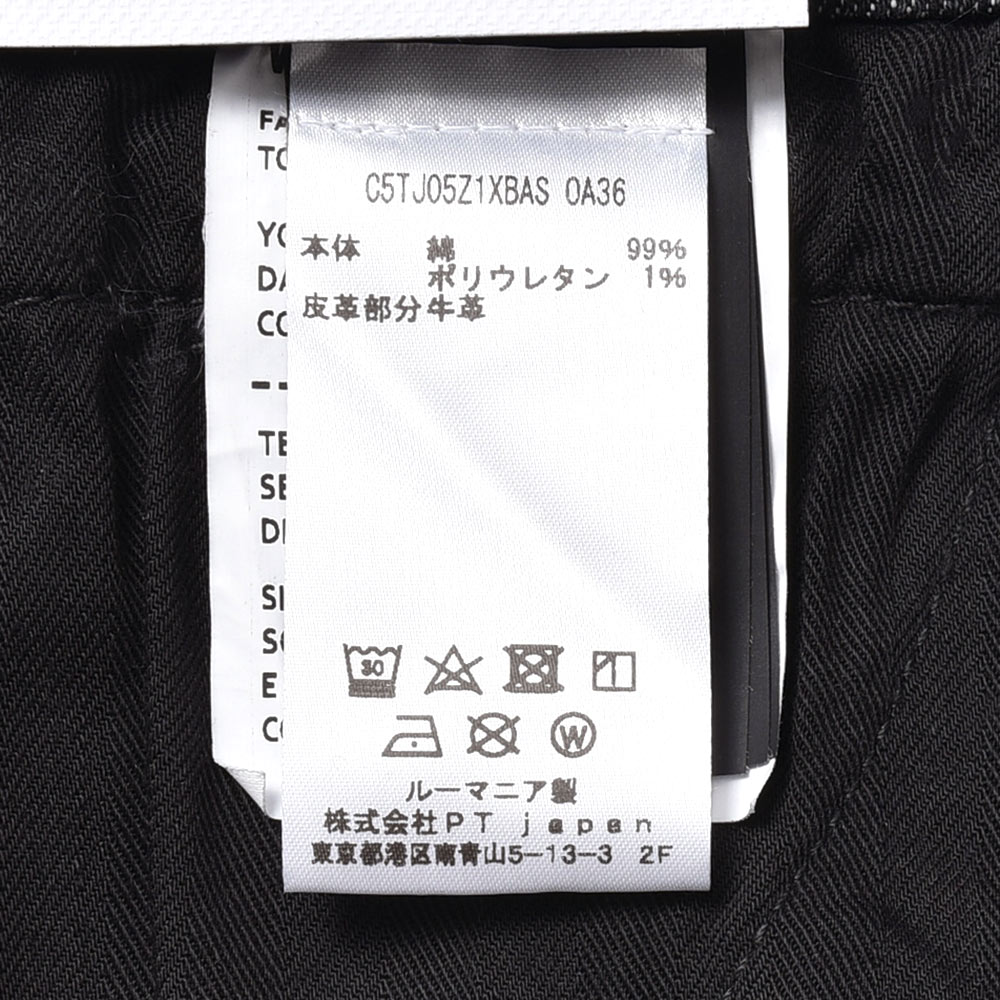 C5TJ05Z1XBAS 0A36
本体 綿 99%
ポリウレタン 1%
皮革部分牛革
30
W
ルーマニア製
株式会社PT japan
東京都港区南青山5-13-3 2F